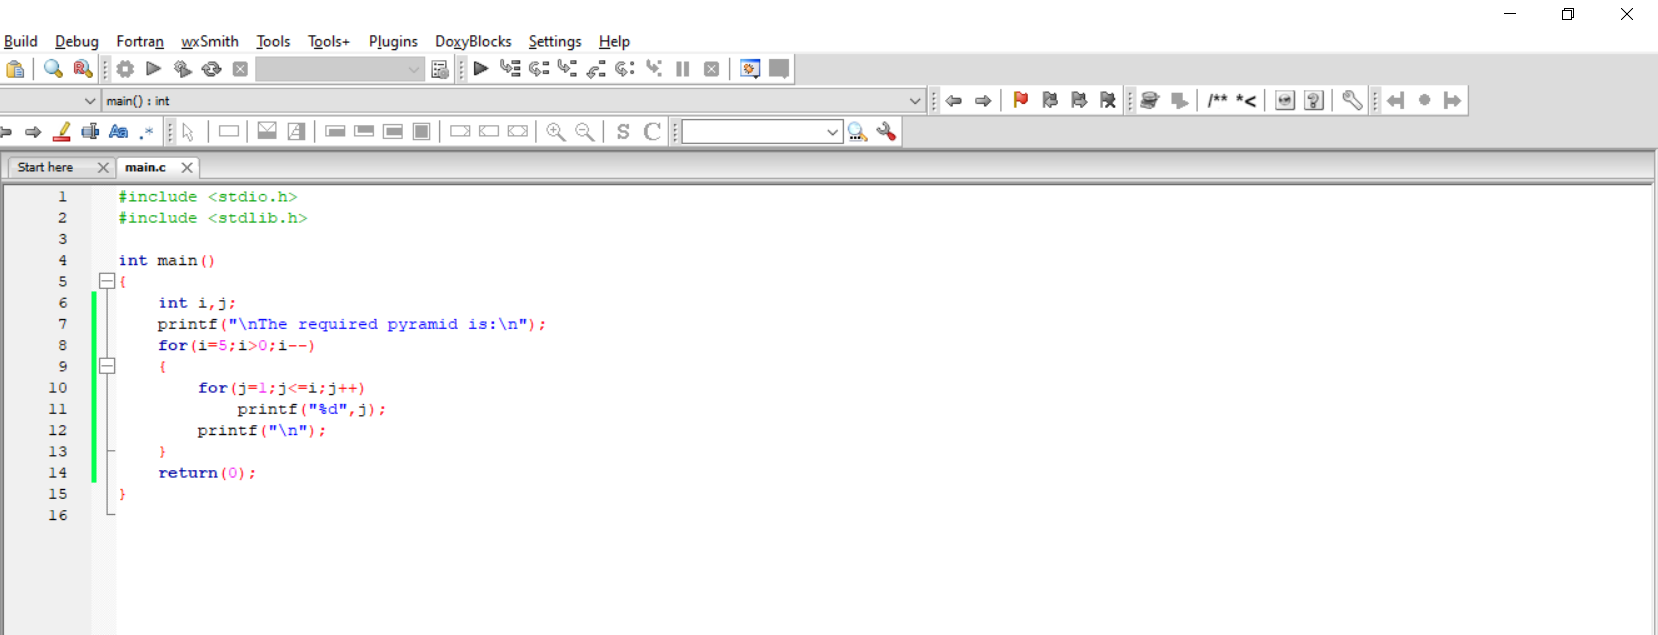 Build Debug Fortran wxSmith Tools Tools+ Plugins DoxyBlocks Settings Help
main() : int
/** *<
Aa .* S C
Start here main.c
1 #include <stdio.h>
2 #include <stdlib.h>
3
4 int main()
5 {
6 int i,j;
7 printf("\nThe required pyramid is:\n");
8 for(i=5;i>0;i--)
9 {
10 for(j=1;j<=i;j++)
11 printf("%d",j);
12 printf("\n");
13 }
14 return(0);
15 }
16